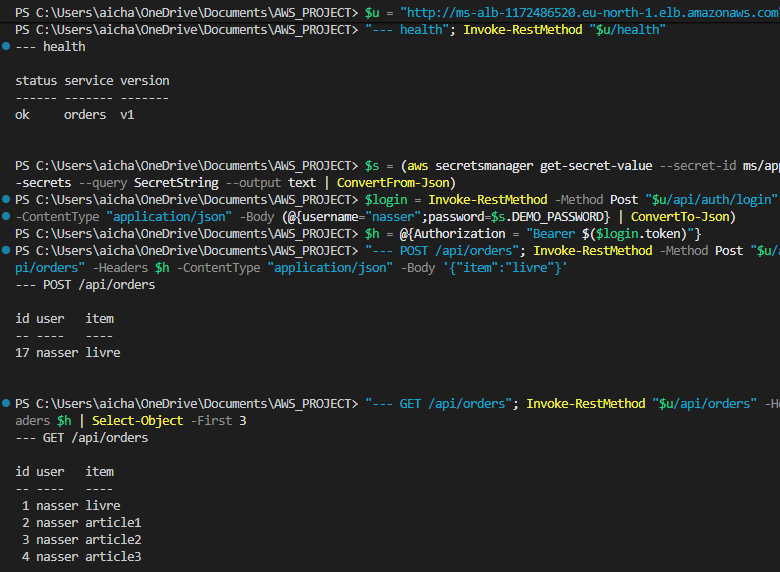 PS C:\Users\aicha\OneDrive\Documents\AWS_PROJECT> $u = "http://ms-alb-1172486520.eu-north-1.elb.amazonaws.com
PS C:\Users\aicha\OneDrive\Documents\AWS_PROJECT> "--- health"; Invoke-RestMethod "$u/health"
--- health
status service version
------ ------- -------
ok     orders  v1
PS C:\Users\aicha\OneDrive\Documents\AWS_PROJECT> $s = (aws secretsmanager get-secret-value --secret-id ms/app
-secrets --query SecretString --output text | ConvertFrom-Json)
PS C:\Users\aicha\OneDrive\Documents\AWS_PROJECT> $login = Invoke-RestMethod -Method Post "$u/api/auth/login"
-ContentType "application/json" -Body (@{username="nasser";password=$s.DEMO_PASSWORD} | ConvertTo-Json)
PS C:\Users\aicha\OneDrive\Documents\AWS_PROJECT> $h = @{Authorization = "Bearer $($login.token)"}
PS C:\Users\aicha\OneDrive\Documents\AWS_PROJECT> "--- POST /api/orders"; Invoke-RestMethod -Method Post "$u/a
pi/orders" -Headers $h -ContentType "application/json" -Body '{"item":"livre"}'
--- POST /api/orders
id user   item
-- ----   ----
17 nasser livre
PS C:\Users\aicha\OneDrive\Documents\AWS_PROJECT> "--- GET /api/orders"; Invoke-RestMethod "$u/api/orders" -He
aders $h | Select-Object -First 3
--- GET /api/orders
id user   item
-- ----   ----
 1 nasser livre
 2 nasser article1
 3 nasser article2
 4 nasser article3